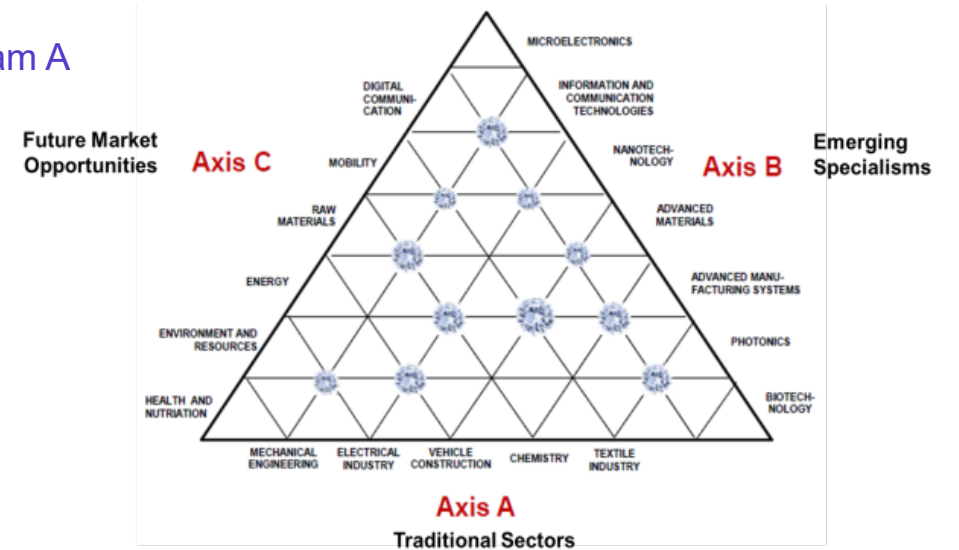 am A
MICROELECTRONICS
DIGITAL
COMMUNI-
CATION
INFORMATION AND
COMMUNICATION
TECHNOLOGIES
Future Market
Opportunities
Axis C
MOBILITY
NANOTECH-
NOLOGY
Axis B
Emerging
Specialisms
RAW
MATERIALS
ADVANCED
MATERIALS
ENERGY
ADVANCED MANU-
FACTURING SYSTEMS
ENVIRONMENT AND
RESOURCES
PHOTONICS
HEALTH AND
NUTRIATION
BIOTECH-
NOLOGY
MECHANICAL
ENGINEERING
ELECTRICAL
INDUSTRY
VEHICLE
CONSTRUCTION
CHEMISTRY
TEXTILE
INDUSTRY
Axis A
Traditional Sectors